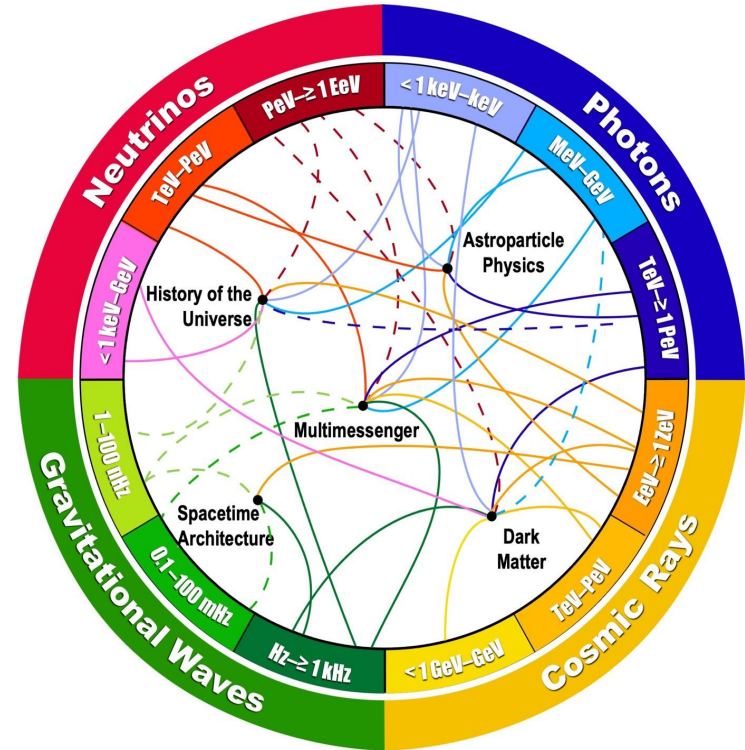 Neutrinos
Photons
Gravitational Waves
Cosmic Rays
PeV–≥ 1 EeV
< 1 keV–keV
TeV–PeV
MeV–GeV
< 1 keV–GeV
TeV–≥ 1 PeV
1–100 nHz
EeV–≥ 1 ZeV
0.1–100 mHz
TeV–PeV
Hz–≥ 1 kHz
< 1 GeV–GeV
Astroparticle
Physics
History of the
Universe
Multimessenger
Spacetime
Architecture
Dark
Matter